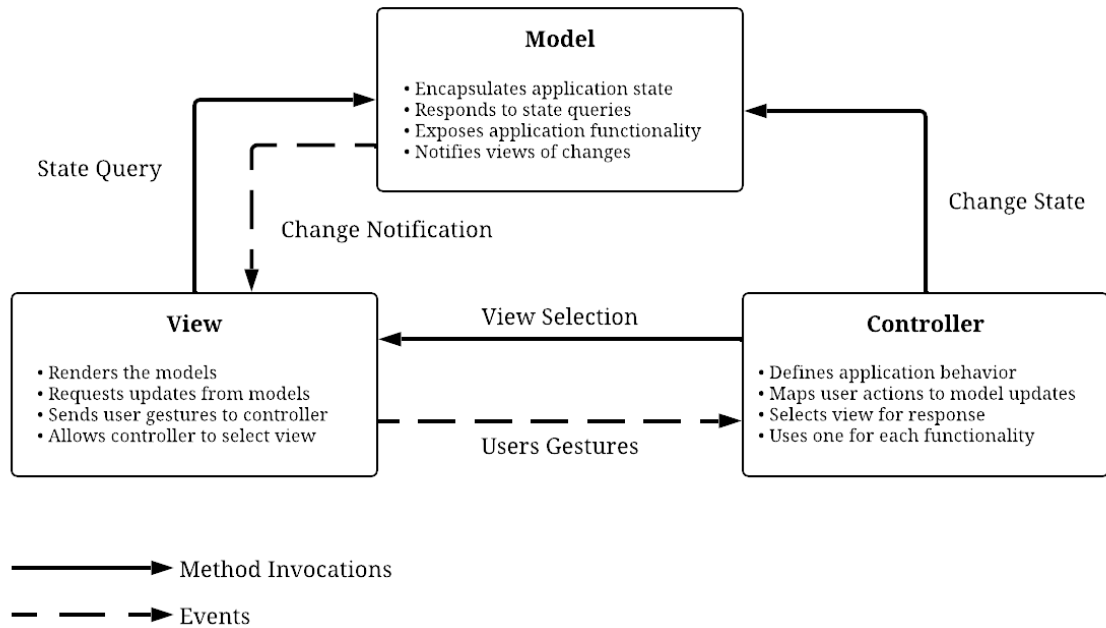 Model
• Encapsulates application state
• Responds to state queries
• Exposes application functionality
• Notifies views of changes
State Query
Change Notification
Change State
View
• Renders the models
• Requests updates from models
• Sends user gestures to controller
• Allows controller to select view
View Selection
Users Gestures
Controller
• Defines application behavior
• Maps user actions to model updates
• Selects view for response
• Uses one for each functionality
Method Invocations
Events